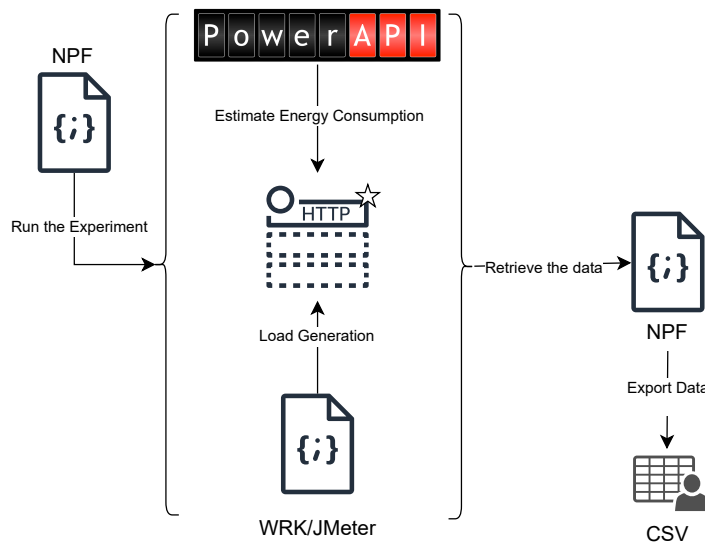 NPF
{;}
Run the Experiment
PowerAPI
Estimate Energy Consumption
HTTP
Load Generation
{;}
WRK/JMeter
Retrieve the data
{;}
NPF
Export Data
CSV